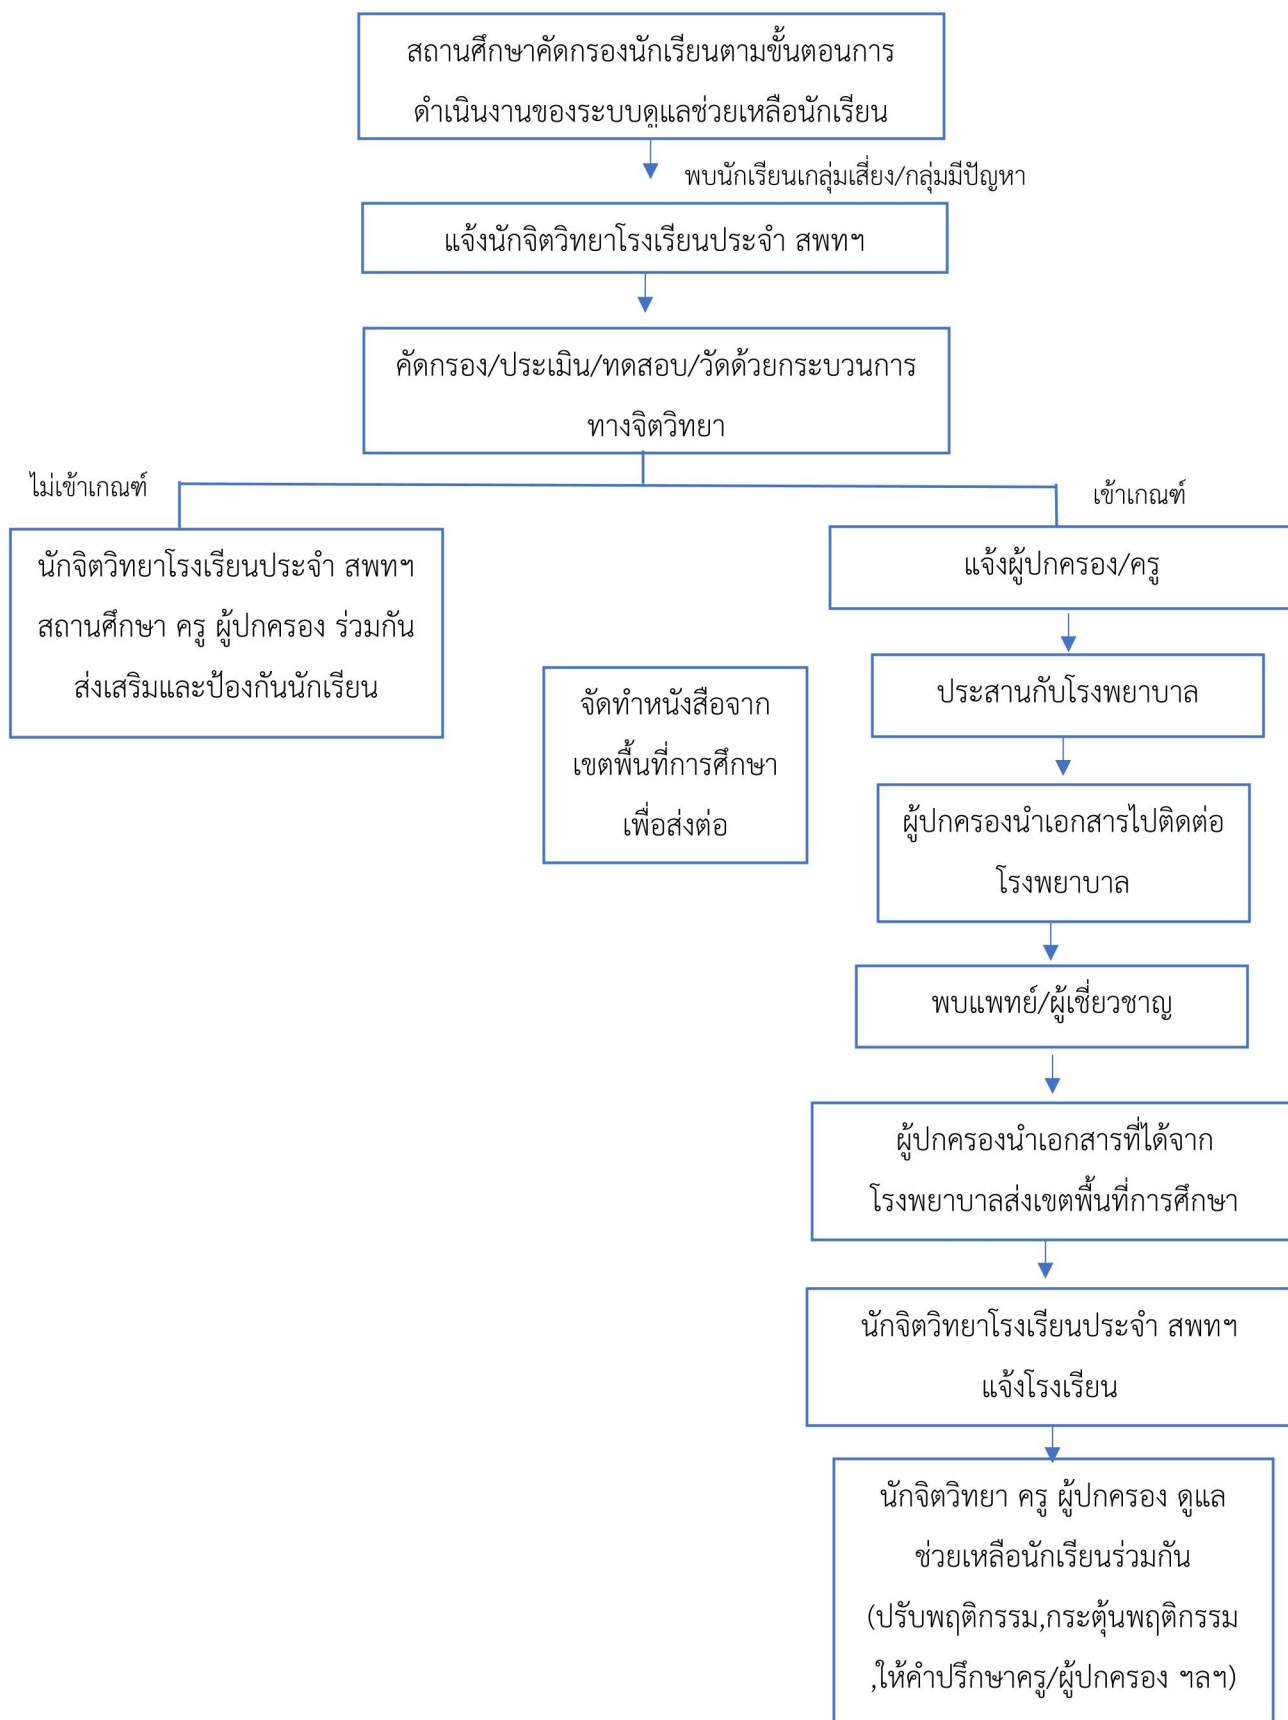 สถานศึกษาคัดกรองนักเรียนตามขั้นตอนการ
ดำเนินงานของระบบดูแลช่วยเหลือนักเรียน
พบนักเรียนเกลุ่มเสี่ยง/กลุ่มมีปัญหา
แจ้งนักจิตวิทยาโรงเรียนประจำ สพทฯ
คัดกรอง/ประเมิน/ทดสอบ/วัดด้วยกระบวนการ
ทางจิตวิทยา
ไม่เข้าเกณฑ์
เข้าเกณฑ์
นักจิตวิทยาโรงเรียนประจำ สพทฯ
สถานศึกษา ครู ผู้ปกครอง ร่วมกัน
ส่งเสริมและป้องกันนักเรียน
แจ้งผู้ปกครอง/ครู
ประสานกับโรงพยาบาล
จัดทำหนังสือจาก
เขตพื้นที่การศึกษา
เพื่อส่งต่อ
ผู้ปกครองนำเอกสารไปติดต่อ
โรงพยาบาล
พบแพทย์/ผู้เชี่ยวชาญ
ผู้ปกครองนำเอกสารที่ได้จาก
โรงพยาบาลส่งเขตพื้นที่การศึกษา
นักจิตวิทยาโรงเรียนประจำ สพทฯ
แจ้งโรงเรียน
นักจิตวิทยา ครู ผู้ปกครอง ดูแล
ช่วยเหลือนักเรียนร่วมกัน
(ปรับพฤติกรรม,กระตุ้นพฤติกรรม
,ให้คำปรึกษาครู/ผู้ปกครอง ฯลฯ)